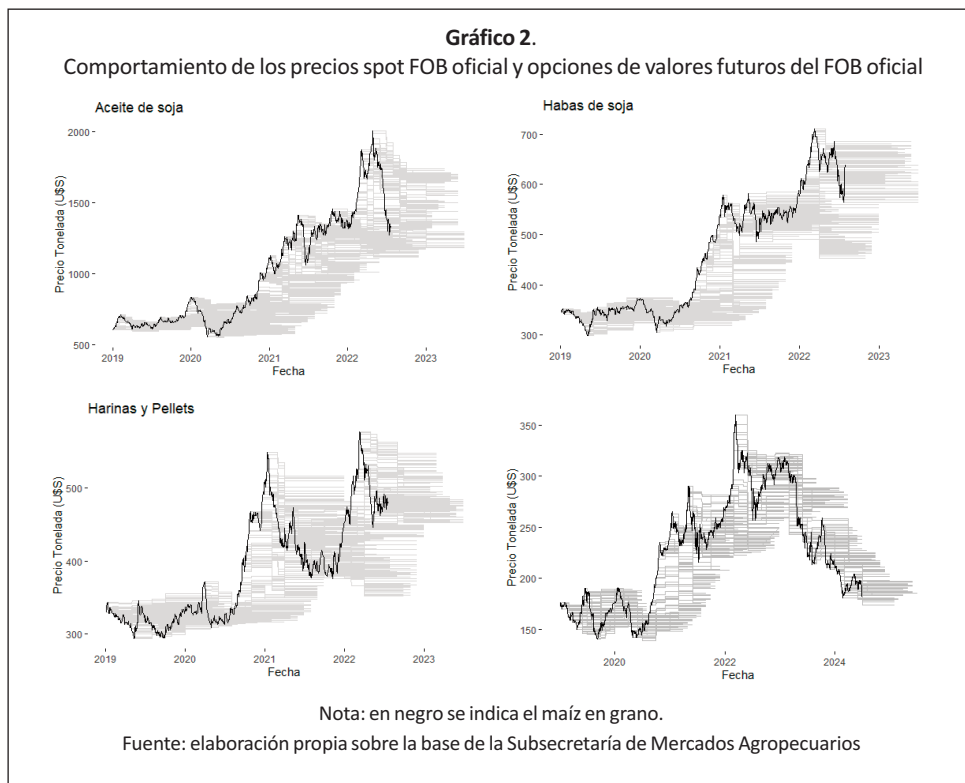 Gráfico 2.
Comportamiento de los precios spot FOB oficial y opciones de valores futuros del FOB oficial
Aceite de soja
Precio Tonelada (U$S)
2000
1500
1000
500
2019 2020 2021 2022 2023
Fecha
Habas de soja
Precio Tonelada (U$S)
700
600
500
400
300
2019 2020 2021 2022 2023
Fecha
Harinas y Pellets
Precio Tonelada (U$S)
500
400
300
2019 2020 2021 2022 2023
Fecha
Precio Tonelada (U$S)
350
300
250
200
150
2020 2022 2024
Fecha
Nota: en negro se indica el maíz en grano.
Fuente: elaboración propia sobre la base de la Subsecretaría de Mercados Agropecuarios